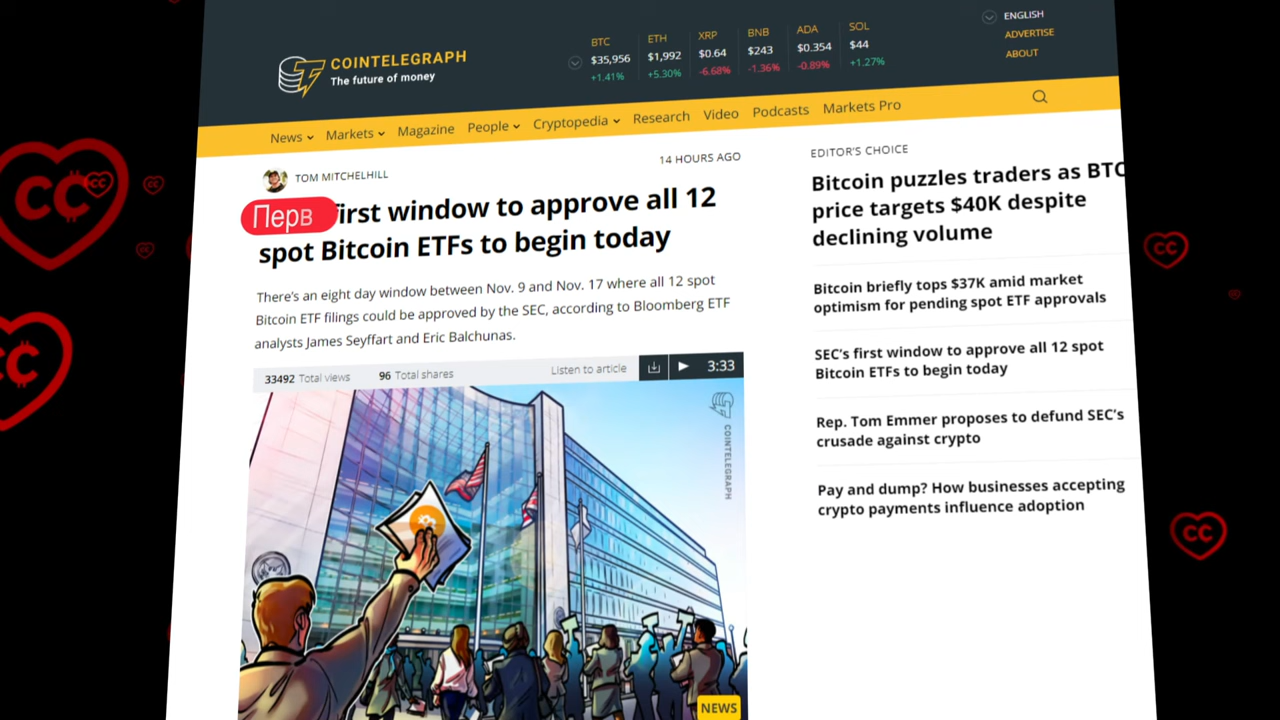 COINTELEGRAPH
The future of money
BTC
$35,956
+1.41%
ETH
$1,992
+5.30%
XRP
$0.64
-6.68%
BNB
$243
-1.36%
ADA
$0.354
-0.89%
SOL
$44
+1.27%
ENGLISH
ADVERTISE
ABOUT
News Markets Magazine People Cryptopedia Research Video Podcasts Markets Pro
TOM MITCHELHILL
14 HOURS AGO
Перв irst window to approve all 12
spot Bitcoin ETFs to begin today
There's an eight day window between Nov. 9 and Nov. 17 where all 12 spot
Bitcoin ETF filings could be approved by the SEC, according to Bloomberg ETF
analysts James Seyffart and Eric Balchunas.
33492 Total views 96 Total shares Listen to article 3:33
COINTELEGRAPH
NEWS
EDITOR'S CHOICE
Bitcoin puzzles traders as BTC
price targets $40K despite
declining volume
Bitcoin briefly tops $37K amid market
optimism for pending spot ETF approvals
SEC's first window to approve all 12 spot
Bitcoin ETFs to begin today
Rep. Tom Emmer proposes to defund SEC's
crusade against crypto
Pay and dump? How businesses accepting
crypto payments influence adoption
CC
CC
CC
CC
CC
CC